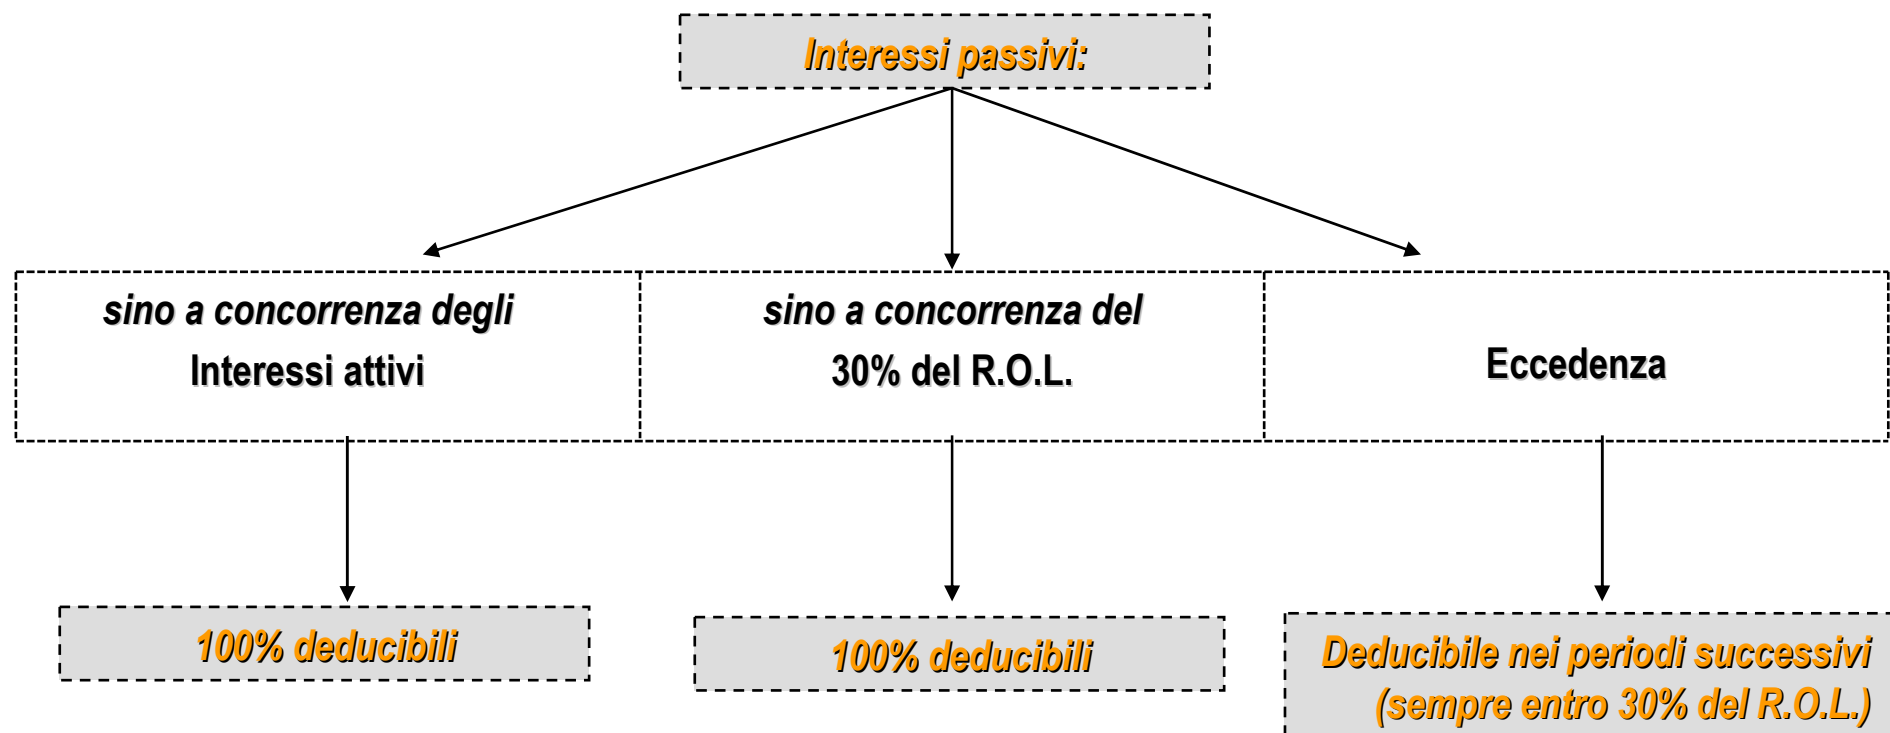 Interessi passivi:
sino a concorrenza degli
Interessi attivi
sino a concorrenza del
30% del R.O.L.
Eccedenza
100% deducibili
100% deducibili
Deducibile nei periodi successivi
(sempre entro 30% del R.O.L.)